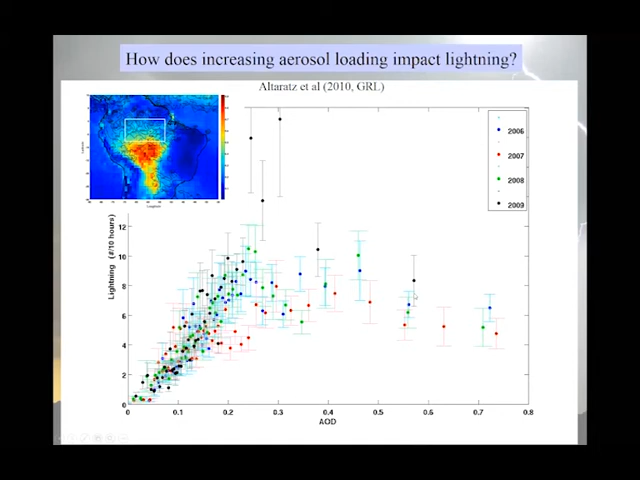 How does increasing aerosol loading impact lightning?
Altaratz et al (2010, GRL)
2006
2007
2008
2009
Lightning (#/10 hours)
12
10
8
6
4
2
0
0 0.1 0.2 0.3 0.4 0.5 0.6 0.7 0.8
AOD